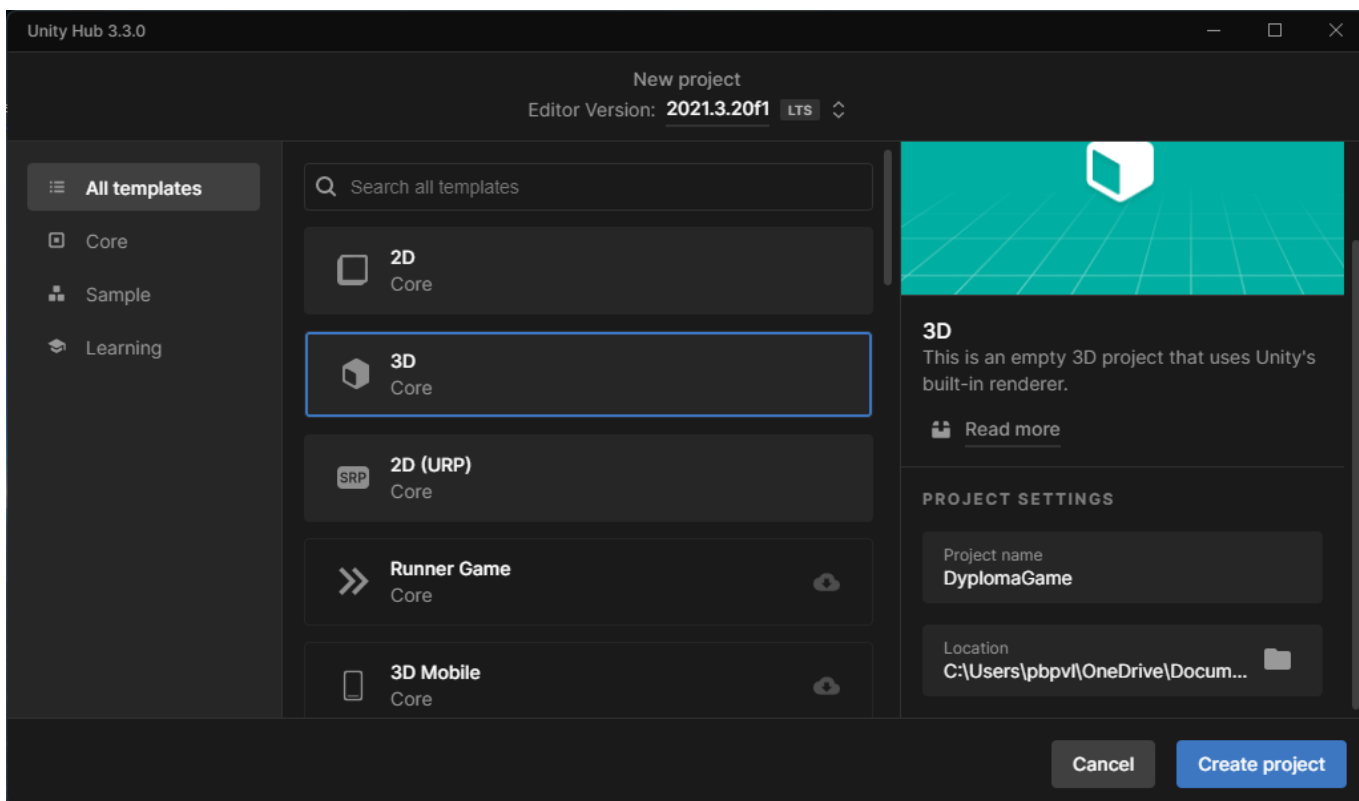 Unity Hub 3.3.0
New project
Editor Version: 2021.3.20f1 LTS
All templates
Core
Sample
Learning
Search all templates
2D
Core
3D
Core
SRP
2D (URP)
Core
Runner Game
Core
3D Mobile
Core
3D
This is an empty 3D project that uses Unity's
built-in renderer.
Read more
PROJECT SETTINGS
Project name
DyplomaGame
Location
C:\Users\pbpvl\OneDrive\Docum...
Cancel
Create project